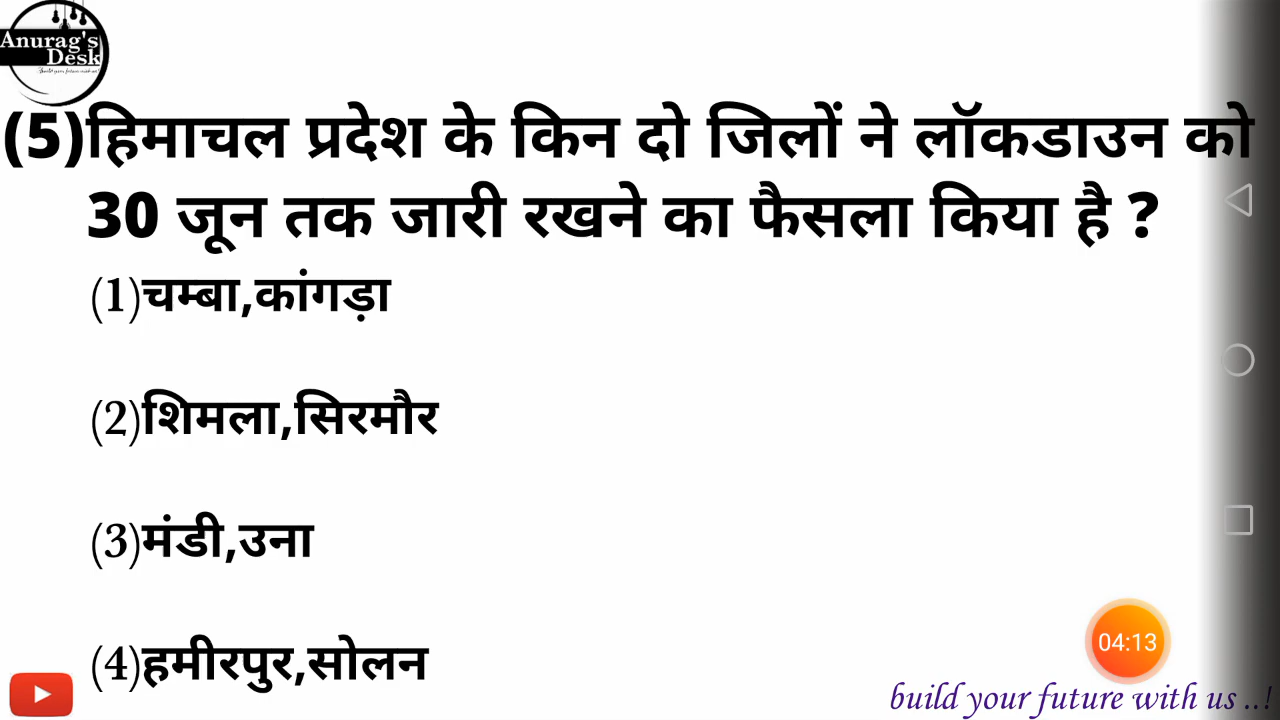 Anurag's
Desk
(5)हिमाचल प्रदेश के किन दो जिलों ने लॉकडाउन को
30 जून तक जारी रखने का फैसला किया है ?
(1)चम्बा,कांगड़ा
(2)शिमला,सिरमौर
(3)मंडी,उना
(4)हमीरपुर,सोलन
04:13
build your future with us ..!